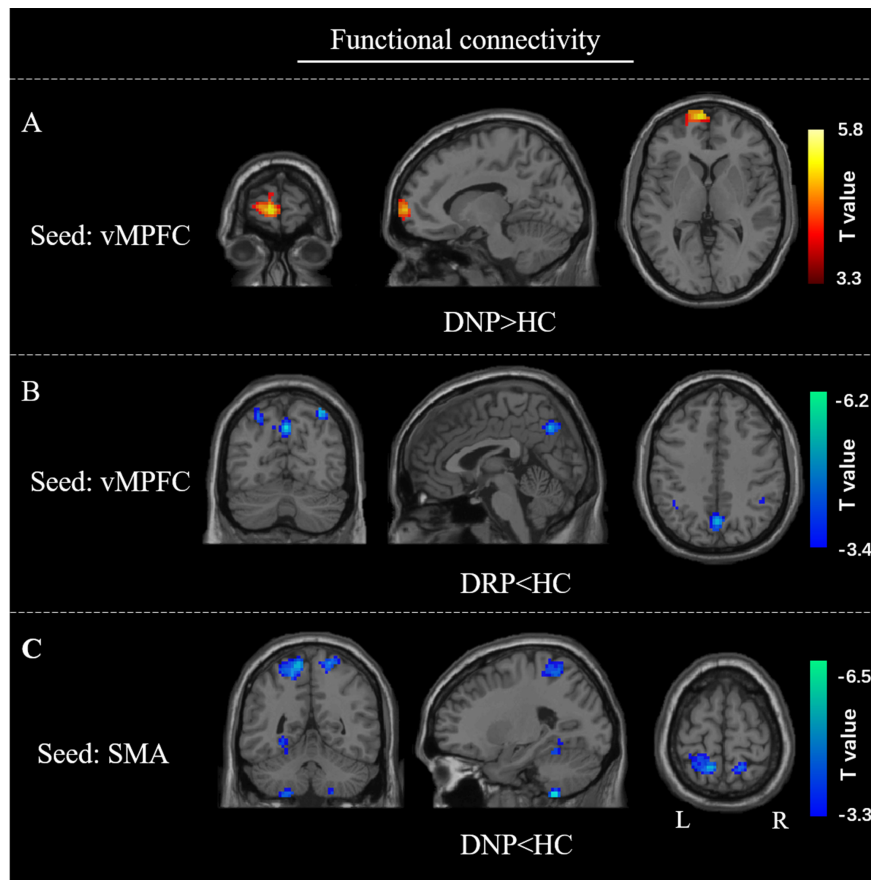 Functional connectivity
A
Seed: vMPFC
5.8
T value
3.3
DNP>HC
B
Seed: vMPFC
-6.2
T value
-3.4
DRP<HC
C
Seed: SMA
-6.5
T value
-3.3
L R
DNP<HC